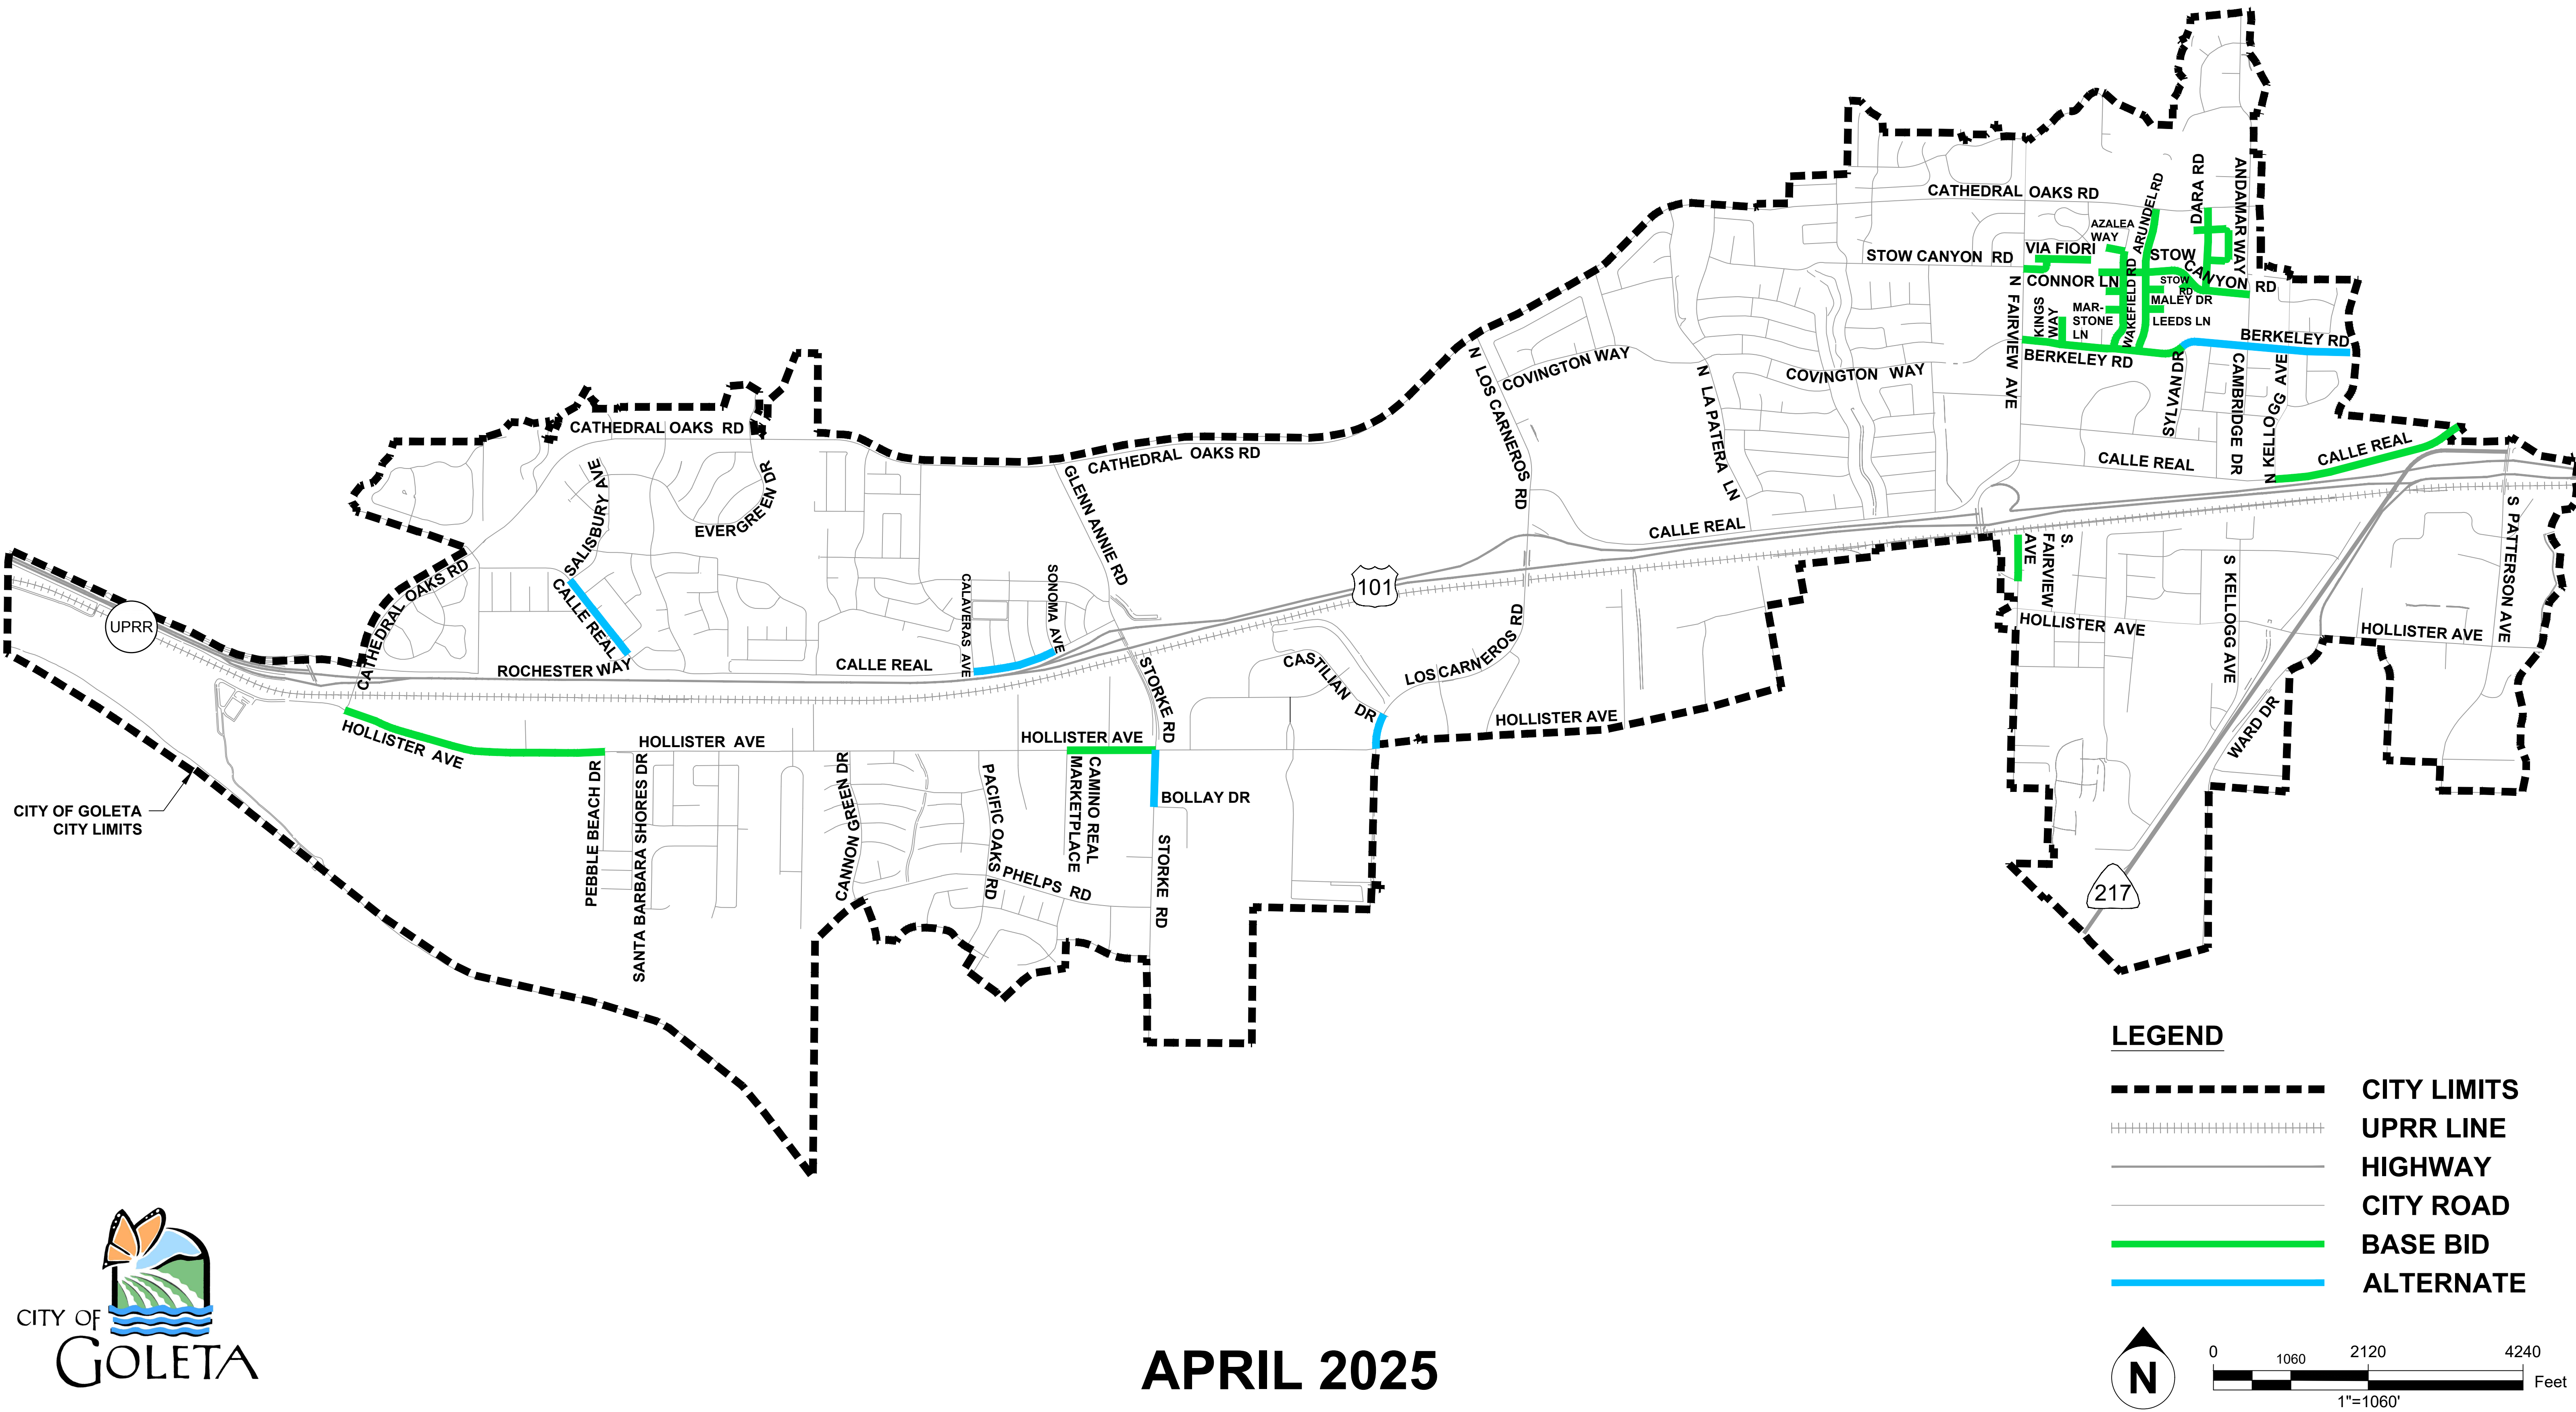 CATHEDRAL OAKS RD
DARA RD
ANDAMAR WAY
ARUNDEL RD
AZALEA
WAY
VIA FIORI
STOW CANYON RD
STOW
CANYON RD
CONNOR LN
WAKEFIELD RD
STOW
RD
MALEY DR
N FAIRVIEW AVE
KINGS
WAY
MAR-
STONE
LN
LEEDS LN
BERKELEY RD
BERKELEY RD
N LOS CARNEROS RD
COVINGTON WAY
N LA PATERA LN
COVINGTON WAY
SYLVAN DR
CAMBRIDGE DR
N KELLOGG AVE
CALLE REAL
CALLE REAL
CATHEDRAL OAKS RD
CATHEDRAL OAKS RD
GLENN ANNIE RD
SALISBURY AVE
EVERGREEN DR
CALLE REAL
101
S.
FAIRVIEW
AVE
S KELLOGG AVE
S PATTERSON AVE
CATHEDRAL OAKS RD
CALLE REAL
CALAVERAS AVE
SONOMA AVE
UPRR
HOLLISTER AVE
HOLLISTER AVE
ROCHESTER WAY
CALLE REAL
STORKE RD
CASTILIAN DR
LOS CARNEROS RD
HOLLISTER AVE
HOLLISTER AVE
HOLLISTER AVE
HOLLISTER AVE
WARD DR
CITY OF GOLETA
CITY LIMITS
PEBBLE BEACH DR
SANTA BARBARA SHORES DR
CANNON GREEN DR
PACIFIC OAKS RD
CAMINO REAL
MARKETPLACE
BOLLAY DR
STORKE RD
PHELPS RD
217
LEGEND
CITY LIMITS
UPRR LINE
HIGHWAY
CITY ROAD
BASE BID
ALTERNATE
CITY OF
GOLETA
APRIL 2025
N
0 1060 2120 4240
Feet
1"=1060'